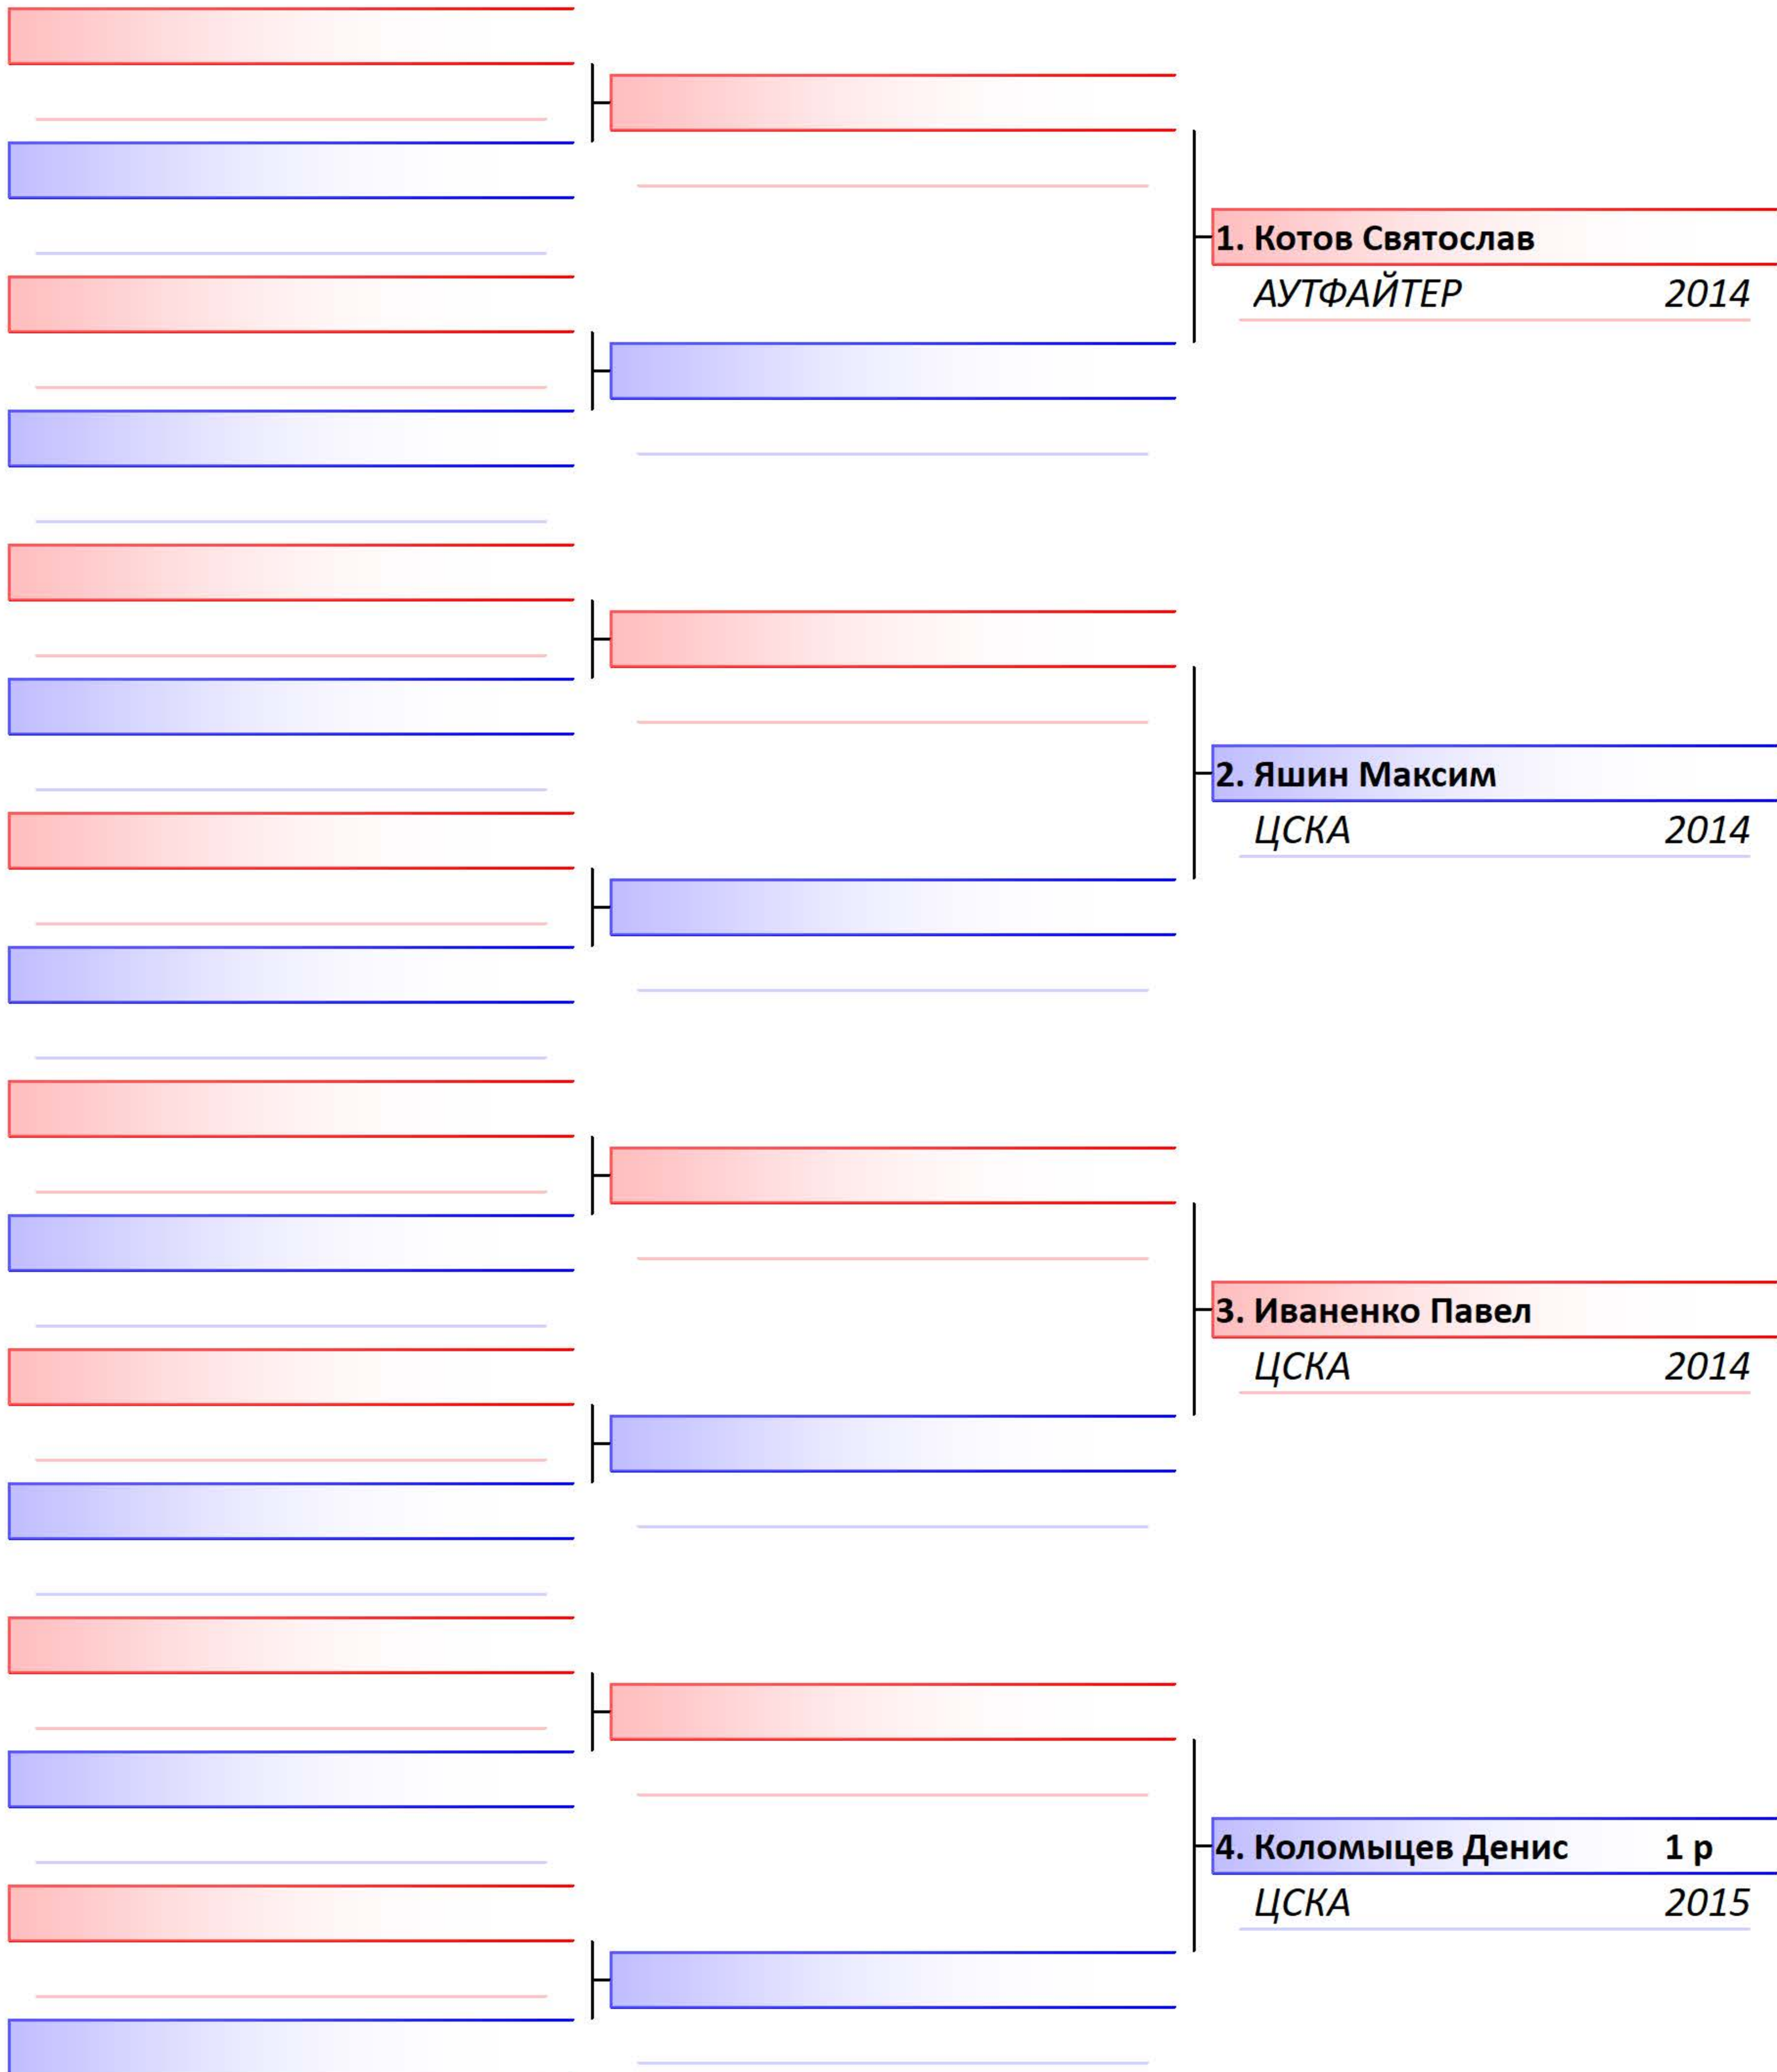 1. Котов Святослав
АУТФАЙТЕР 2014
2. Яшин Максим
ЦСКА 2014
3. Иваненко Павел
ЦСКА 2014
4. Коломыцев Денис 1 р
ЦСКА 2015